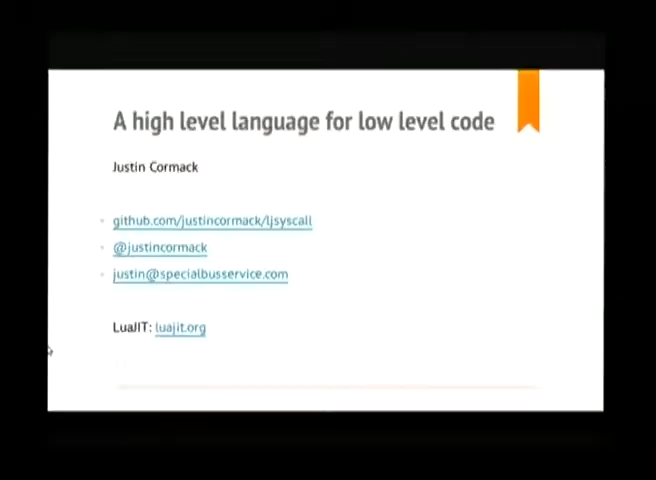 A high level language for low level code
Justin Cormack
github.com/justincormack/ljsyscall
@justincormack
justin@specialbusservice.com
LuaJIT: luajit.org